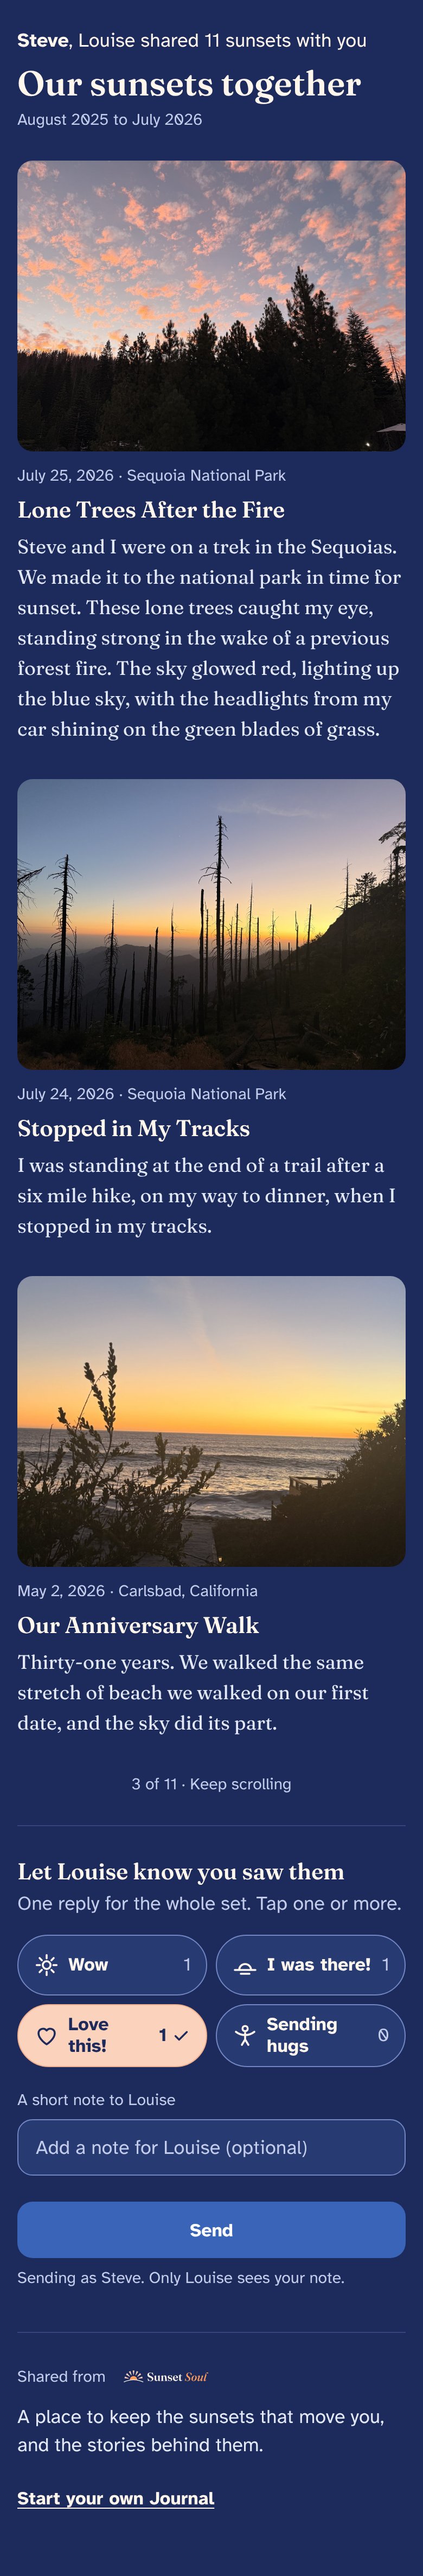 Steve, Louise shared 11 sunsets with you
Our sunsets together
August 2025 to July 2026
July 25, 2026 · Sequoia National Park
Lone Trees After the Fire
Steve and I were on a trek in the Sequoias.
We made it to the national park in time for
sunset. These lone trees caught my eye,
standing strong in the wake of a previous
forest fire. The sky glowed red, lighting up
the blue sky, with the headlights from my
car shining on the green blades of grass.
July 24, 2026 · Sequoia National Park
Stopped in My Tracks
I was standing at the end of a trail after a
six mile hike, on my way to dinner, when I
stopped in my tracks.
May 2, 2026 · Carlsbad, California
Our Anniversary Walk
Thirty-one years. We walked the same
stretch of beach we walked on our first
date, and the sky did its part.
3 of 11 · Keep scrolling
Let Louise know you saw them
One reply for the whole set. Tap one or more.
Wow 1
I was there! 1
Love
this! 1
Sending
hugs 0
A short note to Louise
Add a note for Louise (optional)
Send
Sending as Steve. Only Louise sees your note.
Shared from Sunset Soul
A place to keep the sunsets that move you,
and the stories behind them.
Start your own Journal